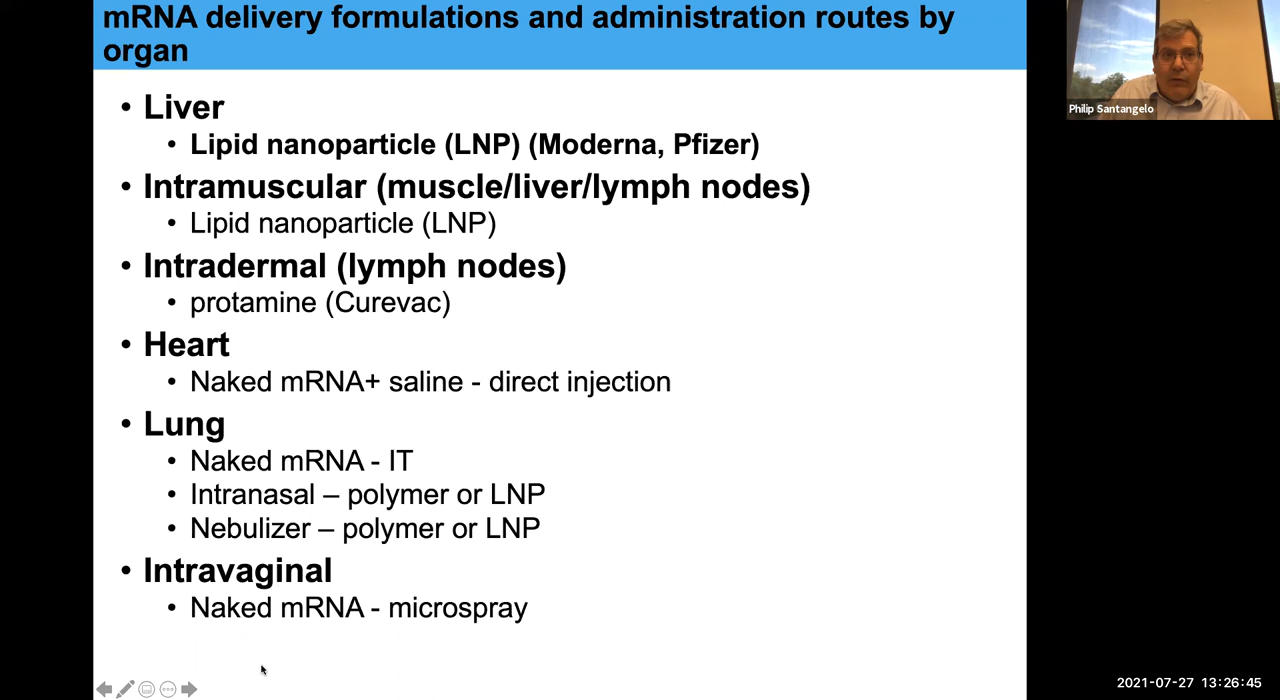 mRNA delivery formulations and administration routes by
organ
• Liver
• Lipid nanoparticle (LNP) (Moderna, Pfizer)
• Intramuscular (muscle/liver/lymph nodes)
• Lipid nanoparticle (LNP)
• Intradermal (lymph nodes)
• protamine (Curevac)
• Heart
• Naked mRNA+ saline - direct injection
• Lung
• Naked mRNA - IT
• Intranasal – polymer or LNP
• Nebulizer – polymer or LNP
• Intravaginal
• Naked mRNA - microspray
Philip Santangelo
2021-07-27 13:26:45